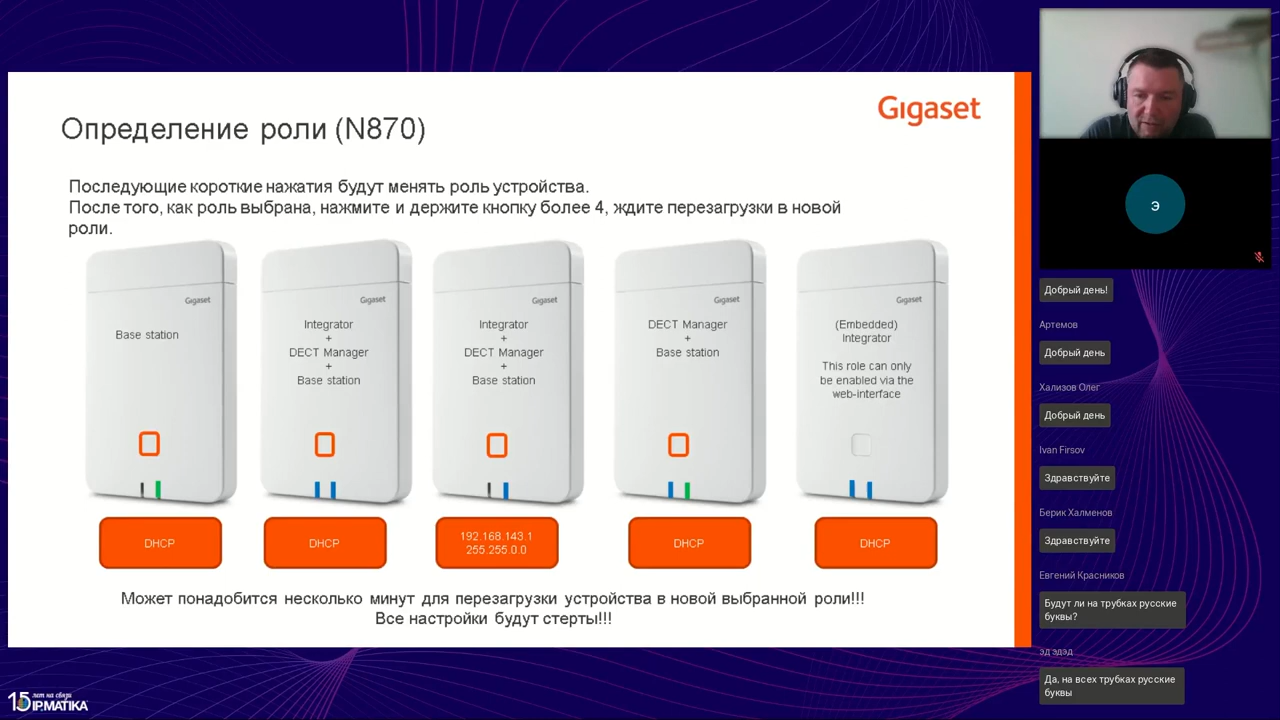 Gigaset
Определение роли (N870)
Последующие короткие нажатия будут менять роль устройства.
После того, как роль выбрана, нажмите и держите кнопку более 4, ждите перезагрузки в новой
роли.
Gigaset
Base station
DHCP
Gigaset
Integrator
+
DECT Manager
+
Base station
DHCP
Gigaset
Integrator
+
DECT Manager
+
Base station
192.168.143.1
255.255.0.0
Gigaset
DECT Manager
+
Base station
DHCP
Gigaset
(Embedded)
Integrator
This role can only
be enabled via the
web-interface
DHCP
Может понадобится несколько минут для перезагрузки устройства в новой выбранной роли!!!
Все настройки будут стерты!!!
15 лет на связи
IPMATIKA
Э
Добрый день!
Артемов
Добрый день
Хализов Олег
Добрый день
Ivan Firsov
Здравствуйте
Берик Халменов
Здравствуйте
Евгений Красников
Будут ли на трубках русские
буквы?
эд эдэд
Да, на всех трубках русские
буквы